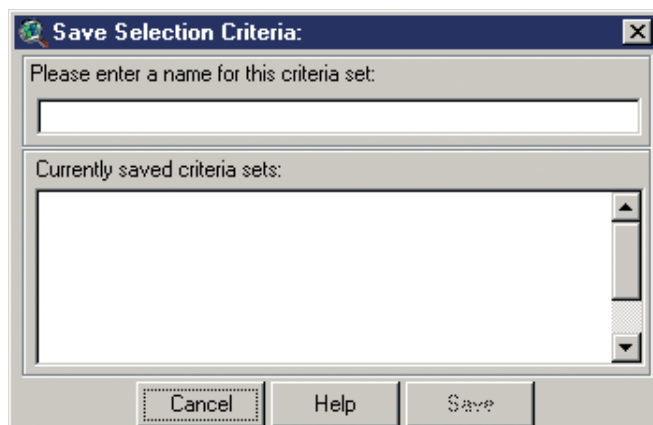 Save Selection Criteria:
Please enter a name for this criteria set:
Currently saved criteria sets:
Cancel Help Save